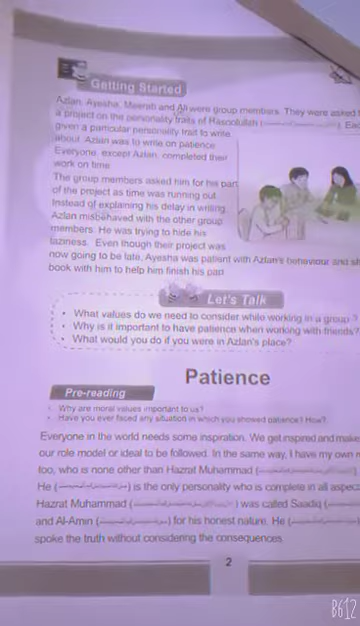 Getting Started
Azlan, Ayesha, Meerab and Ali were group members. They were asked
a project on the personality traits of Rasoolullah
given a particular personality trait to write
about. Azlan was to write on patience.
Everyone, except Azlan, completed their
work on time.
The group members asked him for his part
of the project as time was running out.
Instead of explaining his delay in writing,
Azlan misbehaved with the other group
members. He was trying to hide his
laziness. Even though their project was
now going to be late, Ayesha was patient with Azlan's behaviour and
book with him to help him finish his part.
Let's Talk
• What values do we need to consider while working in a group?
• Why is it important to have patience when working with friends?
• What would you do if you were in Azlan's place?
Patience
Pre-reading
• Why are moral values important to us?
• Have you ever faced any situation in which you showed patience? How?
Everyone in the world needs some inspiration. We get inspired and make
our role model or ideal to be followed. In the same way, I have my own
too, who is none other than Hazrat Muhammad (
He ( ) is the only personality who is complete in all
Hazrat Muhammad ( ) was called Saadiq (
and Al-Amin ( ) for his honest nature. He (
spoke the truth without considering the consequences.
2
B612